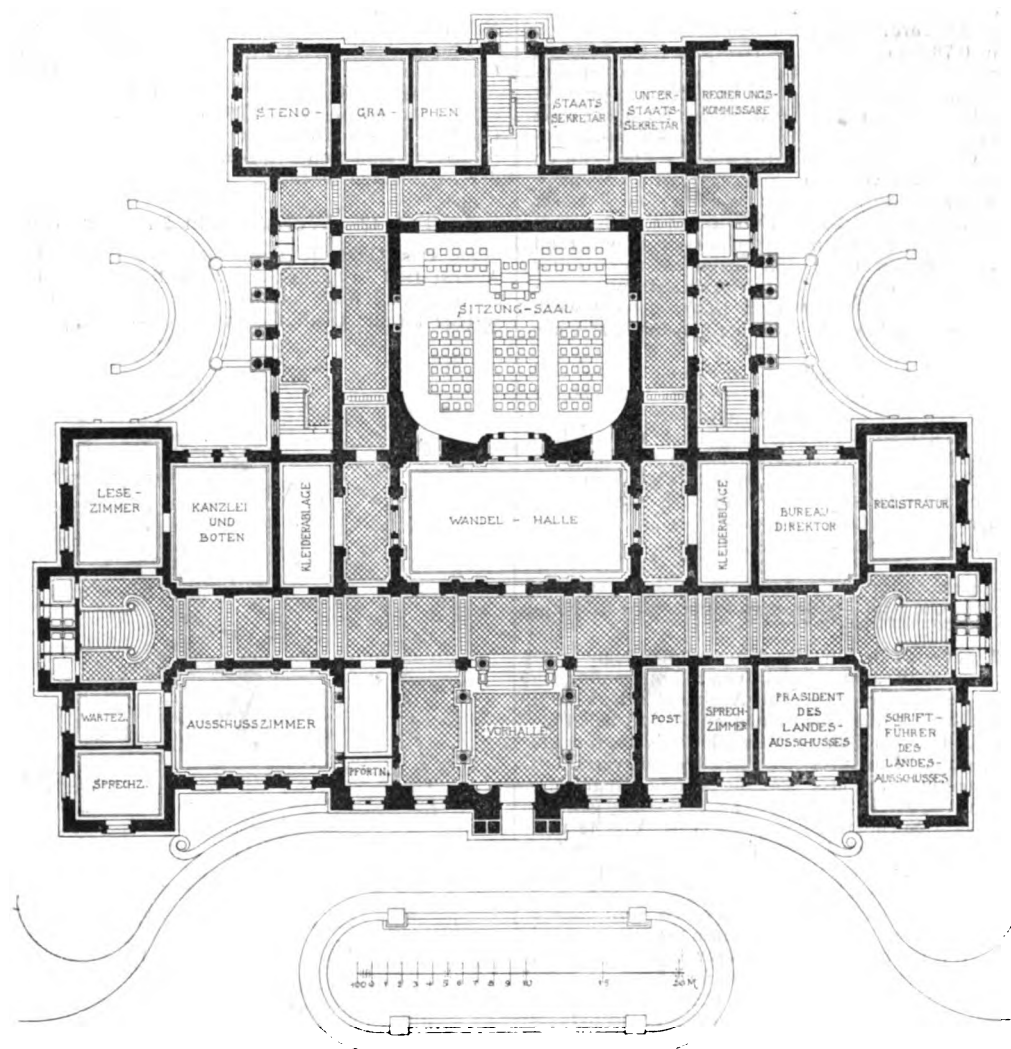 STENO-
GRA-
PHEN
STAATS
SEKRETÄR
UNTER-
STAATS-
SEKRETÄR
REGIERUNGS-
KOMMISSARE
SITZUNG-SAAL
LESE-
ZIMMER
KANZLEI
UND
BOTEN
KLEIDERABLAGE
WANDEL-HALLE
KLEIDERABLAGE
BUREAU-
DIREKTOR
REGISTRATUR
WARTEZ.
SPRECHZ.
AUSSCHUSSZIMMER
PFÖRTN.
VORHALLE
POST
SPRECH-
ZIMMER
PRÄSIDENT
DES
LANDES-
AUSSCHUSSES
SCHRIFT-
FÜHRER
DES
LANDES-
AUSSCHUSSES
100 0 1 2 3 4 5 6 7 8 9 10 15 20 M